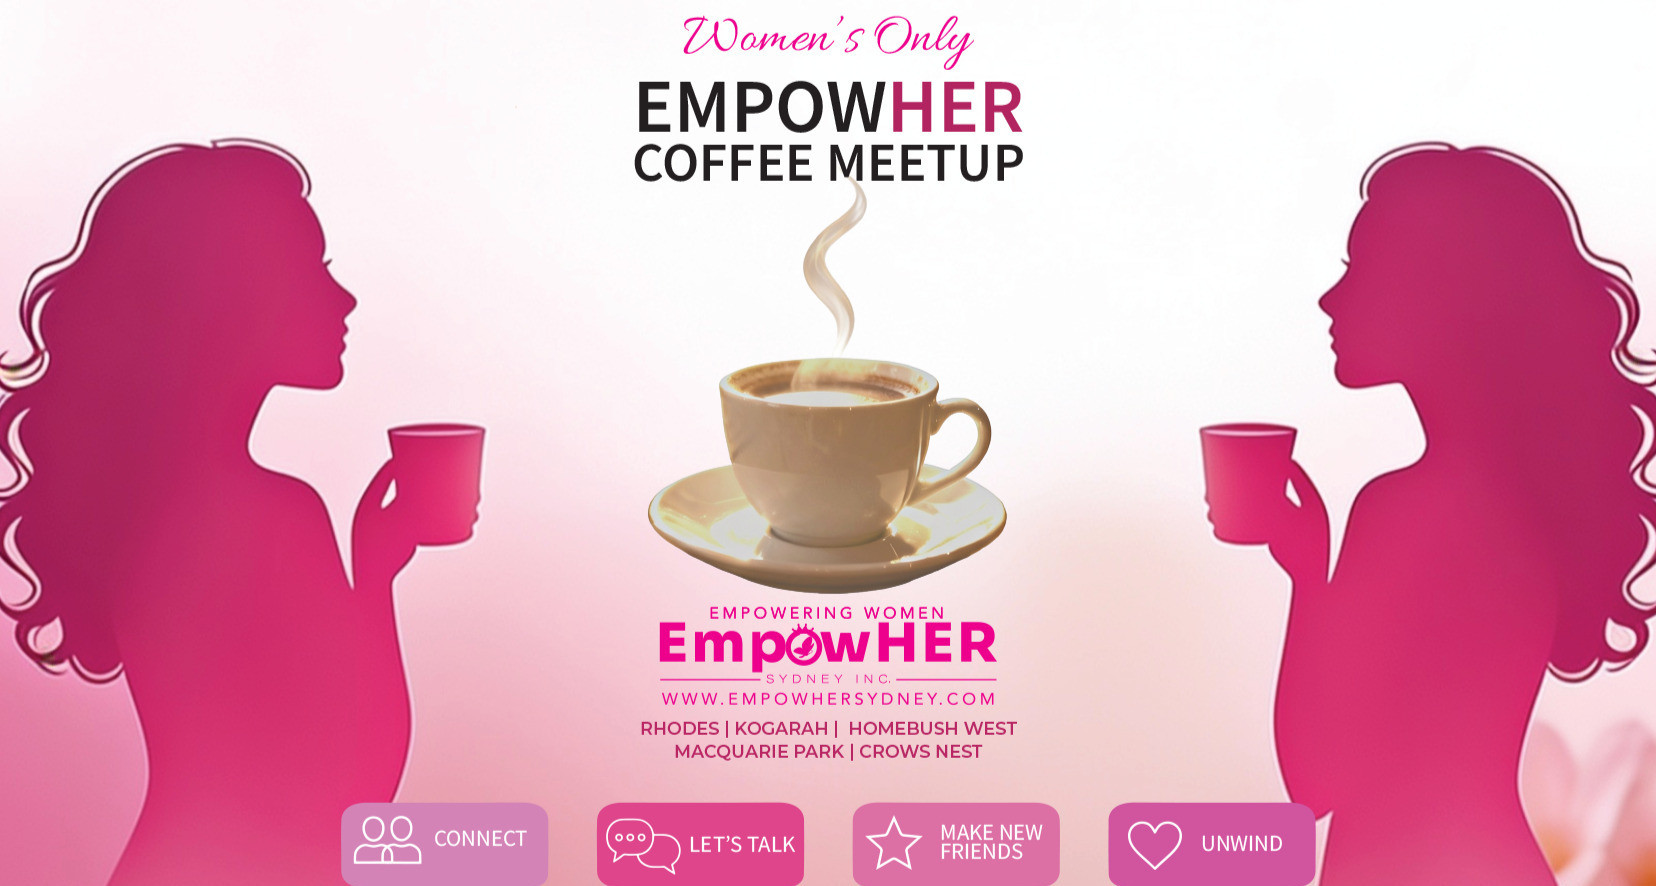 Women's Only
EMPOWHER
COFFEE MEETUP
EMPOWERING WOMEN
EmpowHER
SYDNEY INC.
WWW.EMPOWHERSYDNEY.COM
RHODES | KOGARAH | HOMEBUSH WEST
MACQUARIE PARK | CROWS NEST
CONNECT
LET'S TALK
MAKE NEW
FRIENDS
UNWIND